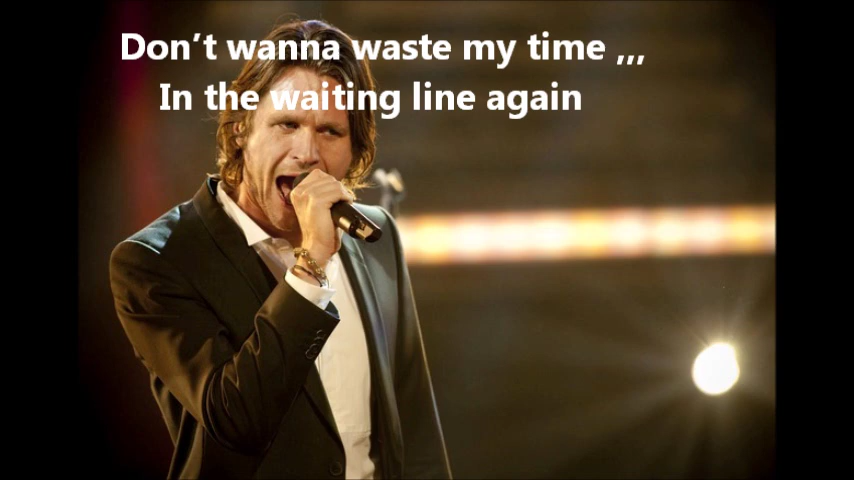 Don’t wanna waste my time ,,,
In the waiting line again